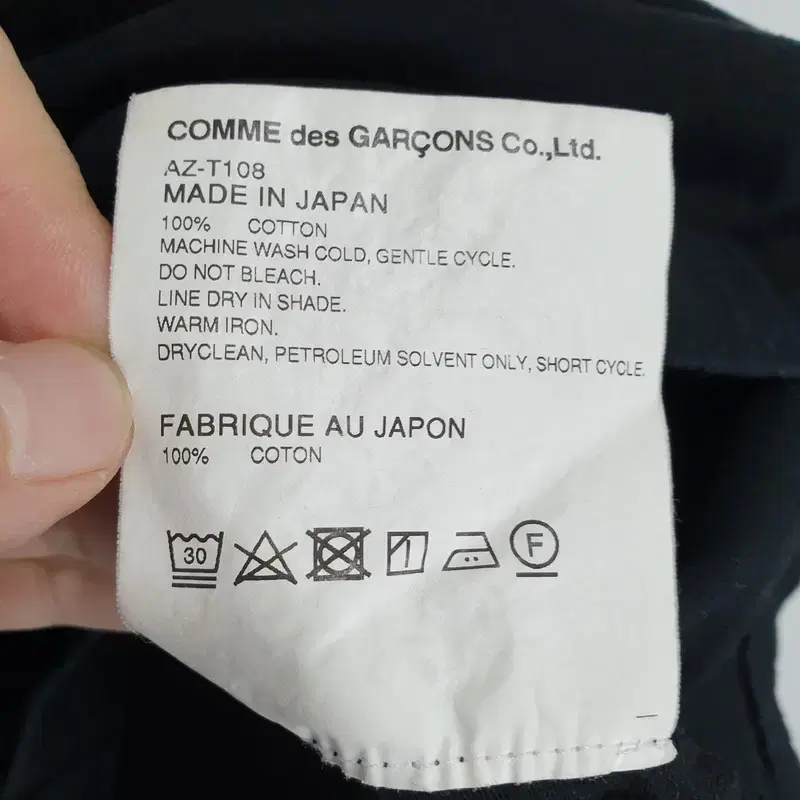 COMME des GARÇONS Co.,Ltd.
AZ-T108
MADE IN JAPAN
100% COTTON
MACHINE WASH COLD, GENTLE CYCLE.
DO NOT BLEACH.
LINE DRY IN SHADE.
WARM IRON.
DRYCLEAN, PETROLEUM SOLVENT ONLY, SHORT CYCLE.
FABRIQUE AU JAPON
100% COTON
30 F